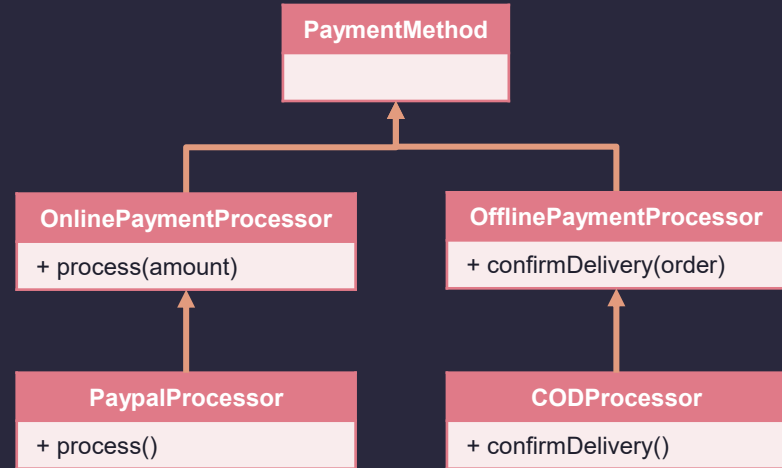 PaymentMethod
OnlinePaymentProcessor
+ process(amount)
OfflinePaymentProcessor
+ confirmDelivery(order)
PaypalProcessor
+ process()
CODProcessor
+ confirmDelivery()